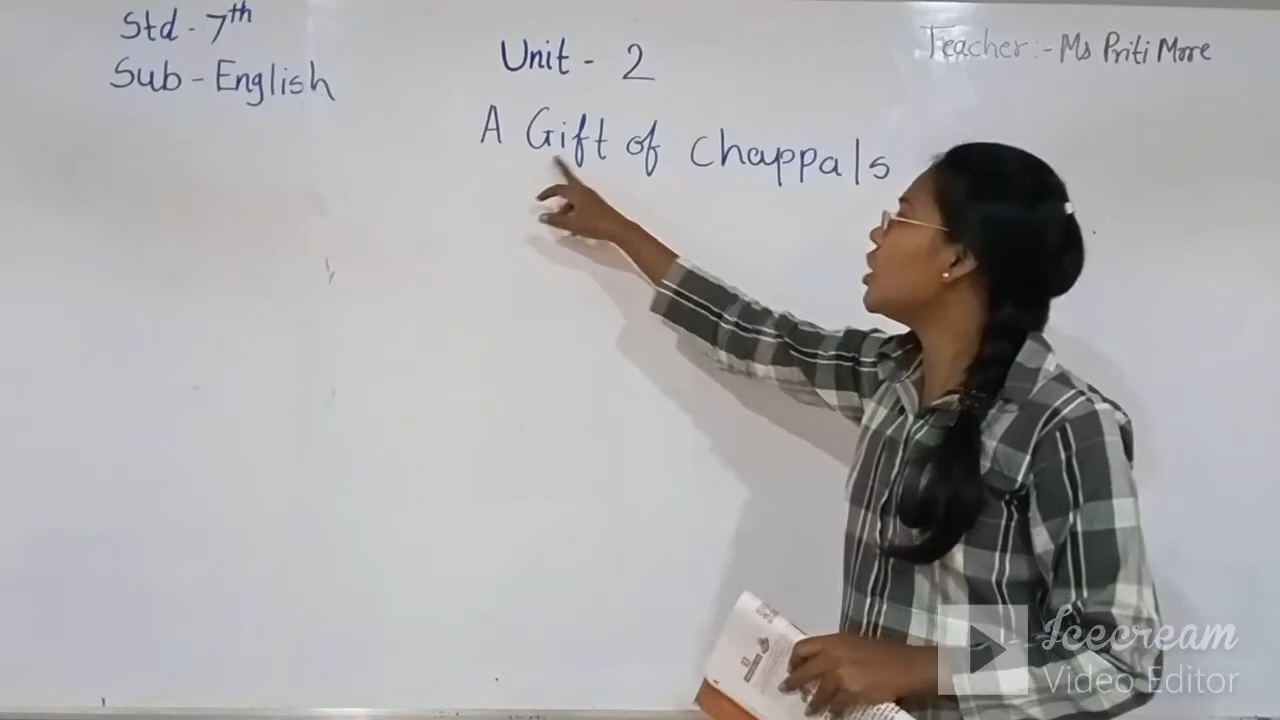 Std - 7th
Sub - English
Unit - 2
Teacher:- Ms Priti More
A Gift of Chappals
Icecream
Video Editor